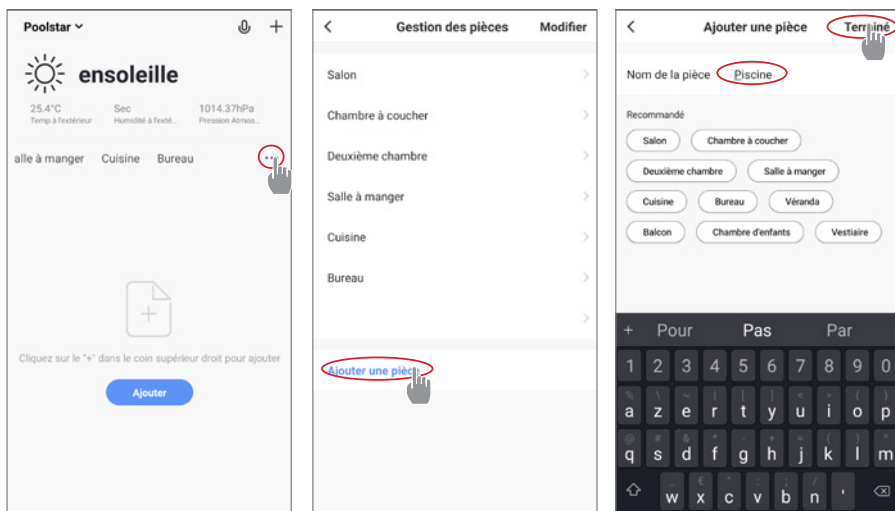 Poolstar
ensoleille
25.4°C Sec 1014.37hPa
Temp à l'extérieur Humidité à l'exté... Pression Atmos...
alle à manger Cuisine Bureau ...
Cliquez sur le "+" dans le coin supérieur droit pour ajouter
Ajouter
Gestion des pièces Modifier
Salon
Chambre à coucher
Deuxième chambre
Salle à manger
Cuisine
Bureau
Ajouter une pièce
Ajouter une pièce Terminé
Nom de la pièce Piscine
Recommandé
Salon Chambre à coucher
Deuxième chambre Salle à manger
Cuisine Bureau Véranda
Balcon Chambre d'enfants Vestiaire
+ Pour Pas Par
1 2 3 4 5 6 7 8 9 0
a z e r t y u i o p
q s d f g h j k l m
w x c v b n '